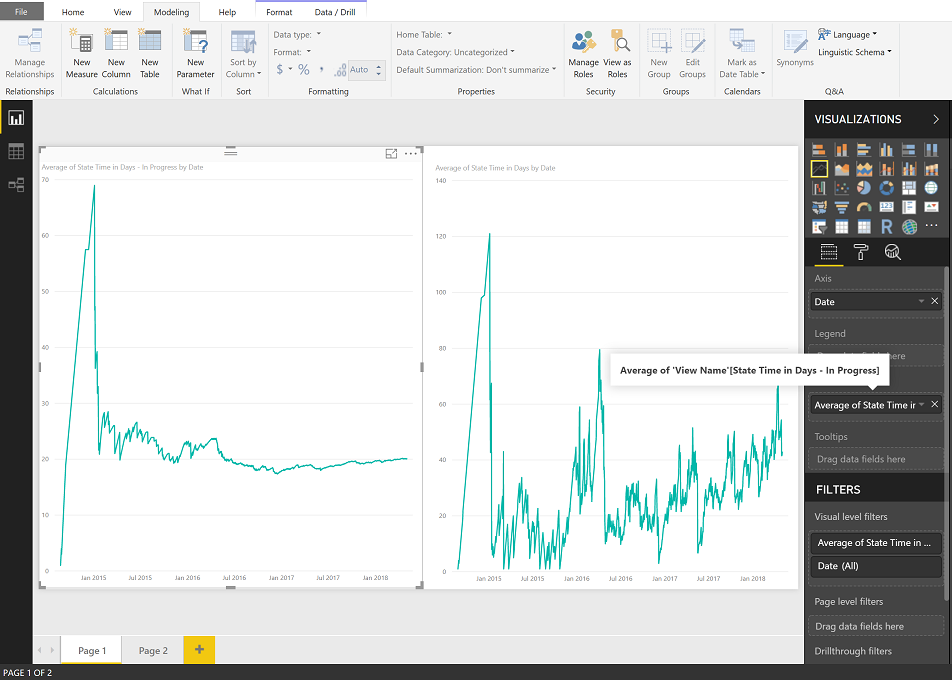 File Home View Modeling Help Format Data / Drill
Manage Relationships
New Measure
New Column
New Table
New Parameter
Sort by Column
Data type:
Format:
$ % , .00 Auto
Home Table:
Data Category: Uncategorized
Default Summarization: Don't summarize
Manage Roles
View as Roles
New Group
Edit Groups
Mark as Date Table
Synonyms
Language
Linguistic Schema
Relationships Calculations What If Sort Formatting Properties Security Groups Calendars Q&A
Average of State Time in Days - In Progress by Date
70
60
50
40
30
20
10
0
Jan 2015 Jul 2015 Jan 2016 Jul 2016 Jan 2017 Jul 2017 Jan 2018
Average of State Time in Days by Date
140
120
100
80
60
40
20
0
Jan 2015 Jul 2015 Jan 2016 Jul 2016 Jan 2017 Jul 2017 Jan 2018
Average of 'View Name'[State Time in Days - In Progress]
VISUALIZATIONS
123
R
Axis
Date
Legend
here
Average of State Time ir
Tooltips
Drag data fields here
FILTERS
Visual level filters
Average of State Time in ...
Date (All)
Page level filters
Drag data fields here
Drillthrough filters
Page 1 Page 2 +
PAGE 1 OF 2